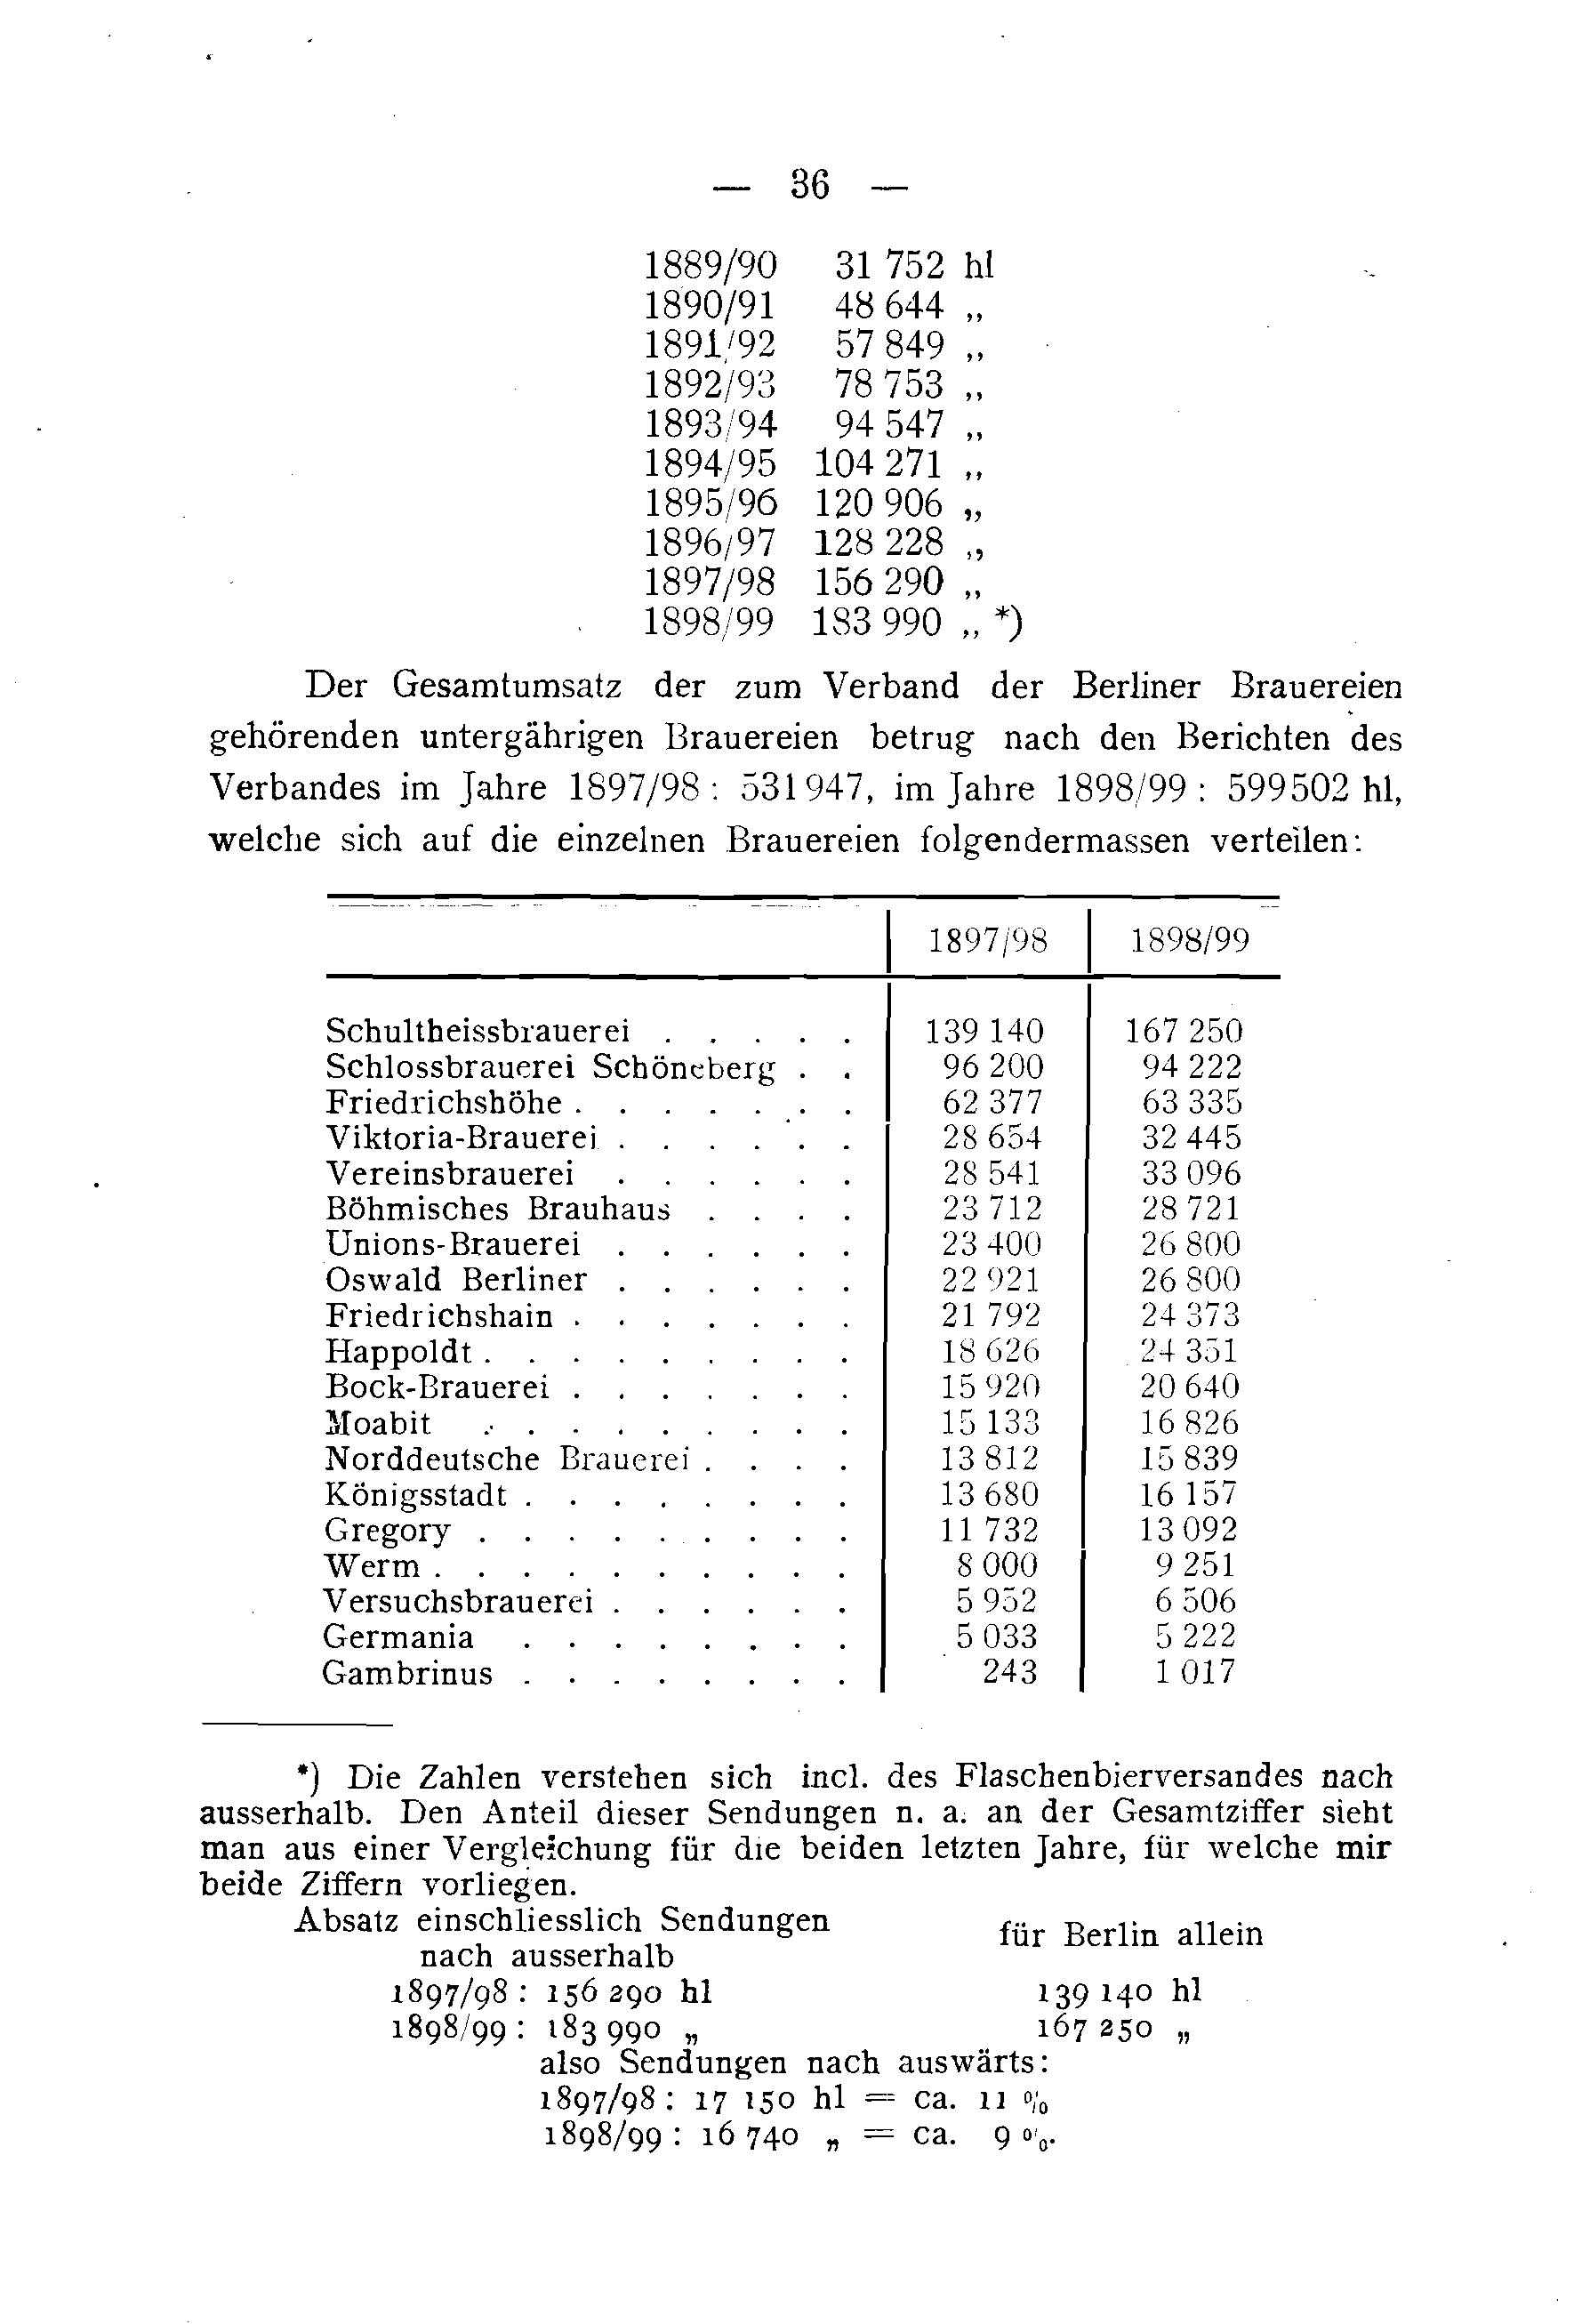 — 36 —
1889/90 31 752 hl
1890/91 48 644 „
1891/92 57 849 „
1892/93 78 753 „
1893/94 94 547 „
1894/95 104 271 „
1895/96 120 906 „
1896/97 128 228 „
1897/98 156 290 „
1898/99 183 990 „ *)
Der Gesamtumsatz der zum Verband der Berliner Brauereien
gehörenden untergährigen Brauereien betrug nach den Berichten des
Verbandes im Jahre 1897/98 : 531 947, im Jahre 1898/99 : 599502 hl,
welche sich auf die einzelnen Brauereien folgendermassen verteilen:
1897/98 1898/99
Schultheissbrauerei . . . . . 139 140 167 250
Schlossbrauerei Schöneberg . . 96 200 94 222
Friedrichshöhe . . . . . . . 62 377 63 335
Viktoria-Brauerei . . . . . . 28 654 32 445
Vereinsbrauerei . . . . . . 28 541 33 096
Böhmisches Brauhaus . . . . 23 712 28 721
Unions-Brauerei . . . . . . 23 400 26 800
Oswald Berliner . . . . . . 22 921 26 800
Friedrichshain . . . . . . . 21 792 24 373
Happoldt . . . . . . . . . 18 626 24 351
Bock-Brauerei . . . . . . . 15 920 20 640
Moabit . . . . . . . . . 15 133 16 826
Norddeutsche Brauerei . . . . 13 812 15 839
Königsstadt . . . . . . . . 13 680 16 157
Gregory . . . . . . . . . 11 732 13 092
Werm . . . . . . . . . . 8 000 9 251
Versuchsbrauerei . . . . . . 5 952 6 506
Germania . . . . . . . . 5 033 5 222
Gambrinus . . . . . . . . 243 1 017
*) Die Zahlen verstehen sich incl. des Flaschenbierversandes nach
ausserhalb. Den Anteil dieser Sendungen n. a. an der Gesamtziffer sieht
man aus einer Vergleichung für die beiden letzten Jahre, für welche mir
beide Ziffern vorliegen.
Absatz einschliesslich Sendungen
nach ausserhalb für Berlin allein
1897/98 : 156 290 hl 139 140 hl
1898/99 : 183 990 „ 167 250 „
also Sendungen nach auswärts:
1897/98 : 17 150 hl = ca. 11 %
1898/99 : 16 740 „ = ca. 9 %.